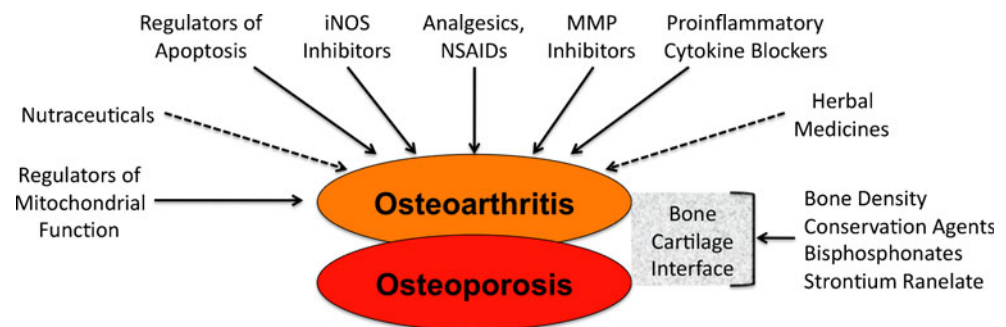 Regulators of
Apoptosis
iNOS
Inhibitors
Analgesics,
NSAIDs
MMP
Inhibitors
Proinflammatory
Cytokine Blockers
Nutraceuticals
Herbal
Medicines
Regulators of
Mitochondrial
Function
Osteoarthritis
Osteoporosis
Bone
Cartilage
Interface
Bone Density
Conservation Agents
Bisphosphonates
Strontium Ranelate